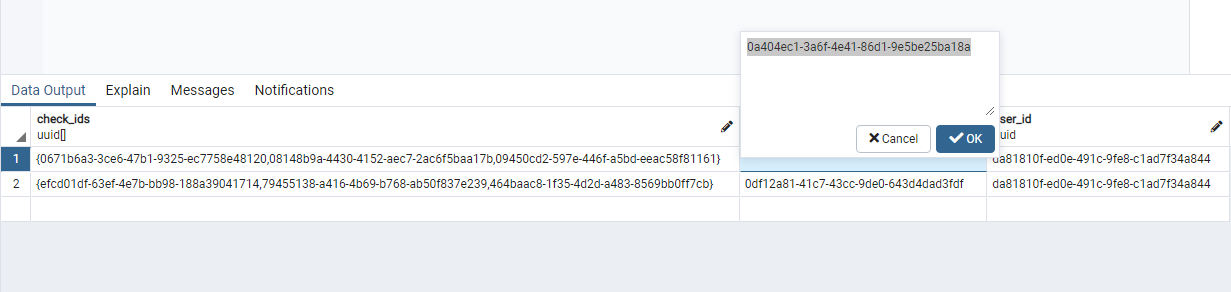 0a404ec1-3a6f-4e41-86d1-9e5be25ba18a
Cancel OK
Data Output Explain Messages Notifications
check_ids ser_id
uuid[] uid
1 {0671b6a3-3ce6-47b1-9325-ec7758e48120,08148b9a-4430-4152-aec7-2ac6f5baa17b,09450cd2-597e-446f-a5bd-eeac58f81161} da81810f-ed0e-491c-9fe8-c1ad7f34a844
2 {efcd01df-63ef-4e7b-bb98-188a39041714,79455138-a416-4b69-b768-ab50f837e239,464baac8-1f35-4d2d-a483-8569bb0ff7cb} 0df12a81-41c7-43cc-9de0-643d4dad3fdf da81810f-ed0e-491c-9fe8-c1ad7f34a844